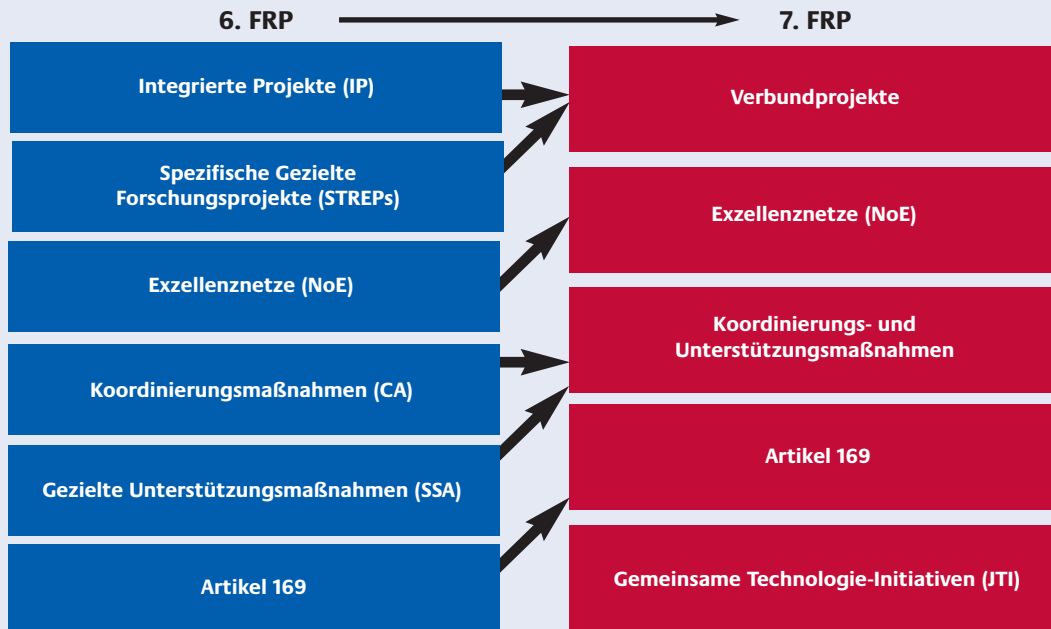 6. FRP
7. FRP
Integrierte Projekte (IP)
Spezifische Gezielte
Forschungsprojekte (STREPs)
Exzellenznetze (NoE)
Koordinierungsmaßnahmen (CA)
Gezielte Unterstützungsmaßnahmen (SSA)
Artikel 169
Verbundprojekte
Exzellenznetze (NoE)
Koordinierungs- und
Unterstützungsmaßnahmen
Artikel 169
Gemeinsame Technologie-Initiativen (JTI)